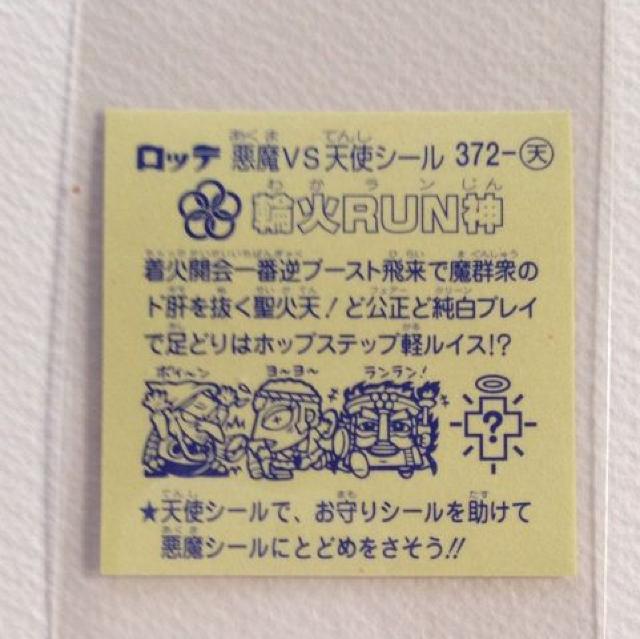 ロッテ 悪魔VS天使シール 372-天
輪火RUN神
着火開会一番逆ブースト飛来で魔群衆の
ド肝を抜く聖火天!ど公正ど純白プレイ
で足どりはホップステップ軽ルイス!?
ボイ〜ン ヨ〜ヨ〜 ランラン! ?
★天使シールで、お守りシールを助けて
悪魔シールにとどめをさそう!!